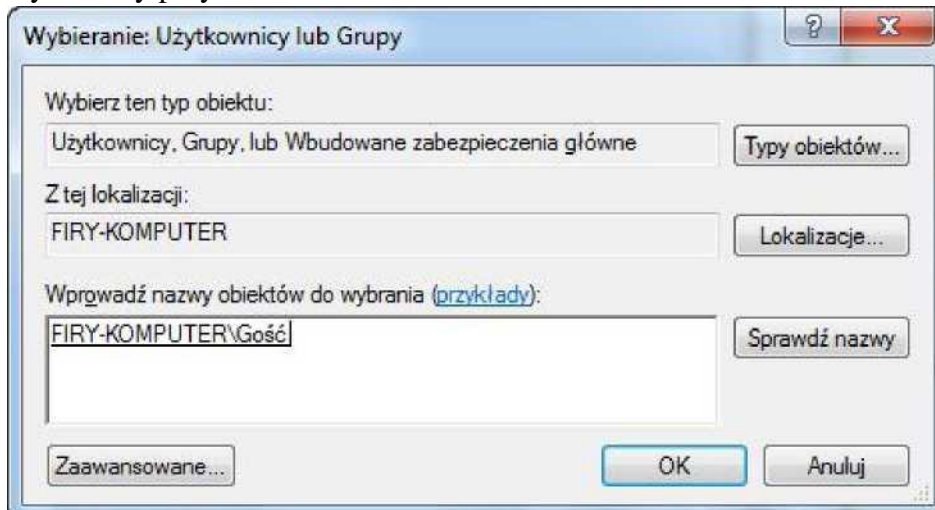 Wybieranie: Użytkownicy lub Grupy
Wybierz ten typ obiektu:
Użytkownicy, Grupy, lub Wbudowane zabezpieczenia główne
Typy obiektów...
Z tej lokalizacji:
FIRY-KOMPUTER
Lokalizacje...
Wprowadź nazwy obiektów do wybrania (przykłady):
FIRY-KOMPUTER\Gość
Sprawdź nazwy
Zaawansowane...
OK
Anuluj